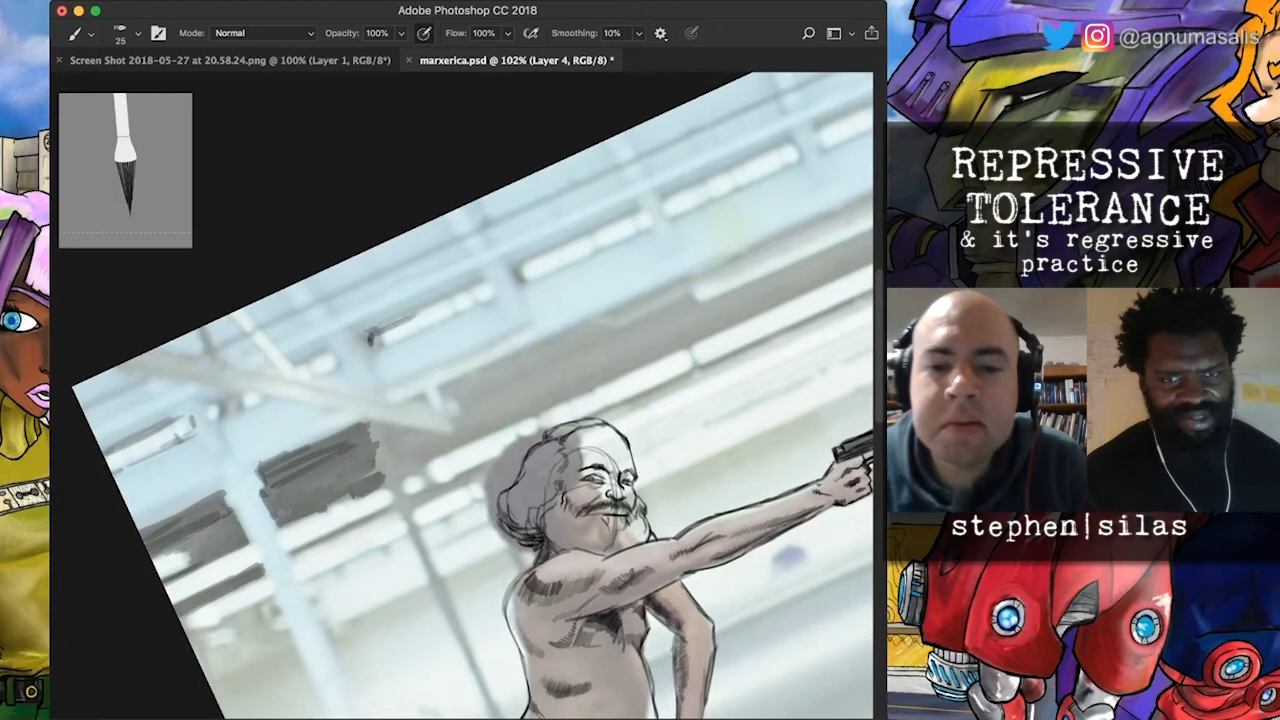 Adobe Photoshop CC 2018
25
Mode: Normal Opacity: 100% Flow: 100% Smoothing: 10%
Screen Shot 2018-05-27 at 20.58.24.png @ 100% (Layer 1, RGB/8*)
marxerica.psd @ 102% (Layer 4, RGB/8) *
@agnumasalis
REPRESSIVE
TOLERANCE
& it's regressive
practice
stephen|silas